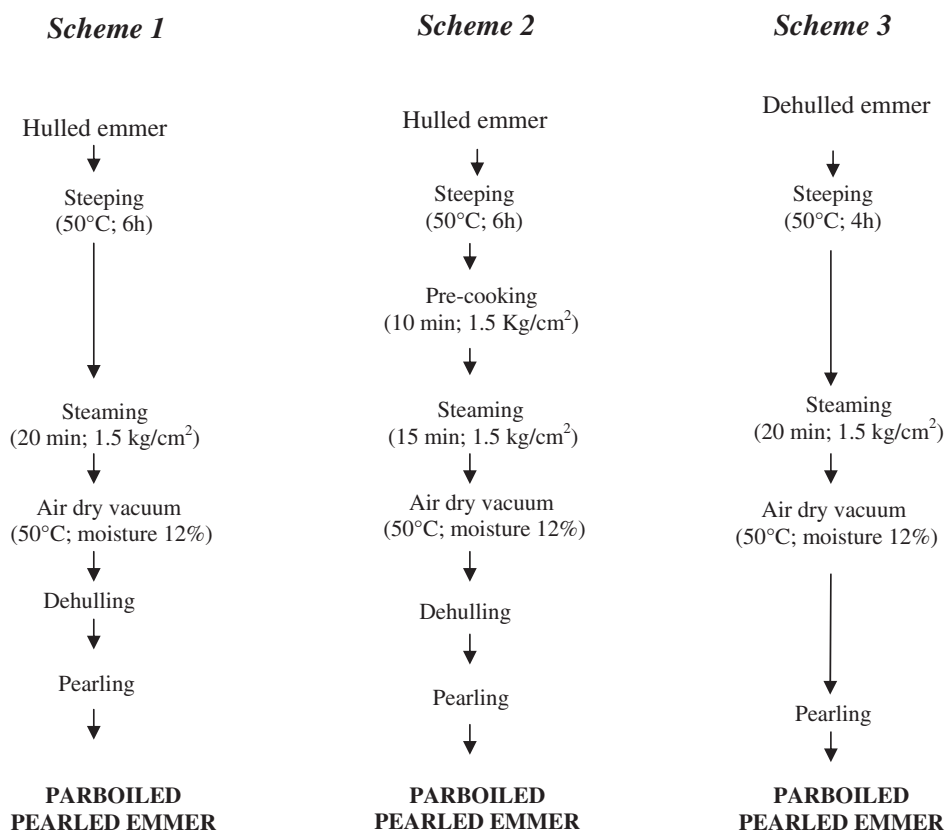 Scheme 1
Hulled emmer
Steeping
(50°C; 6h)
Steaming
(20 min; 1.5 kg/cm²)
Air dry vacuum
(50°C; moisture 12%)
Dehulling
Pearling
PARBOILED
PEARLED EMMER
Scheme 2
Hulled emmer
Steeping
(50°C; 6h)
Pre-cooking
(10 min; 1.5 Kg/cm²)
Steaming
(15 min; 1.5 kg/cm²)
Air dry vacuum
(50°C; moisture 12%)
Dehulling
Pearling
PARBOILED
PEARLED EMMER
Scheme 3
Dehulled emmer
Steeping
(50°C; 4h)
Steaming
(20 min; 1.5 kg/cm²)
Air dry vacuum
(50°C; moisture 12%)
Pearling
PARBOILED
PEARLED EMMER